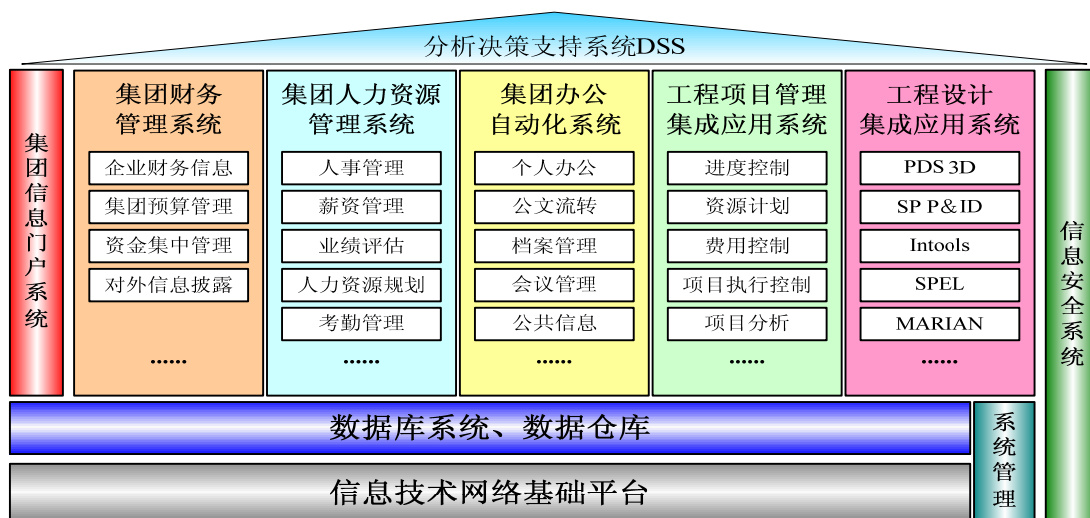 分析决策支持系统DSS
集团信息门户系统
集团财务
管理系统
企业财务信息
集团预算管理
资金集中管理
对外信息披露
......
集团人力资源
管理系统
人事管理
薪资管理
业绩评估
人力资源规划
考勤管理
......
集团办公
自动化系统
个人办公
公文流转
档案管理
会议管理
公共信息
......
工程项目管理
集成应用系统
进度控制
资源计划
费用控制
项目执行控制
项目分析
......
工程设计
集成应用系统
PDS 3D
SP P&ID
Intools
SPEL
MARIAN
......
信息安全系统
数据库系统、数据仓库
系统管理
信息技术网络基础平台